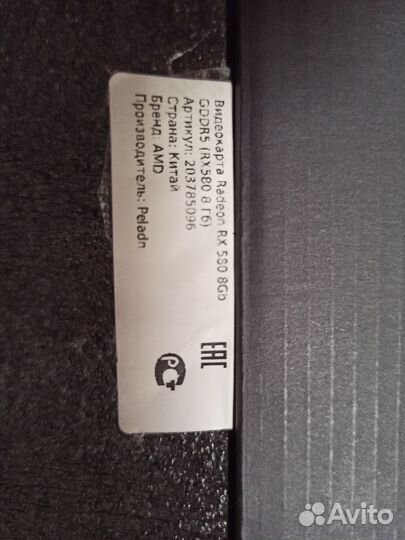 Видеокарта Radeon RX 580 8Gb
GDDR5 (RX580 8 Гб)
Артикул: 203785096
Страна: Китай
Бренд: AMD
Производитель: Peladn
EAC
РСТ
Avito